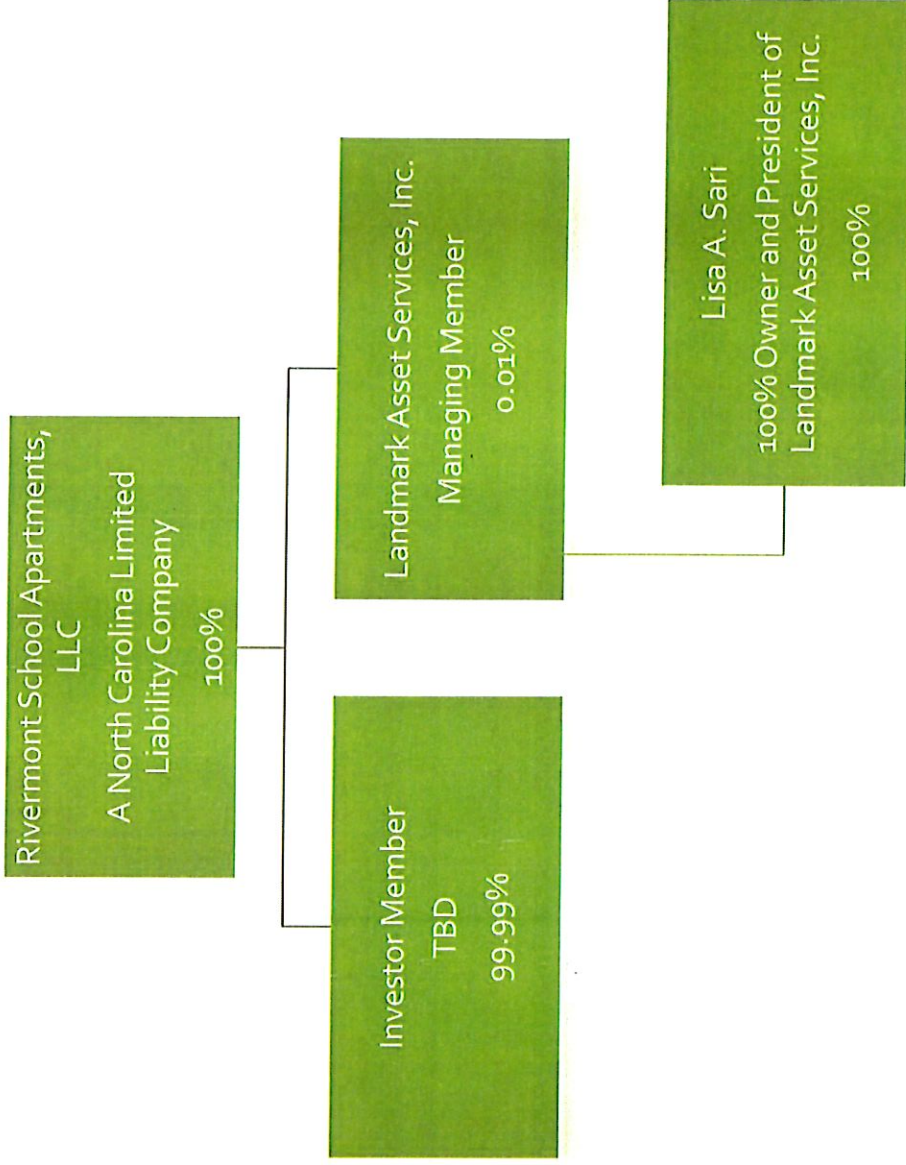 Rivermont School Apartments,
LLC
A North Carolina Limited
Liability Company
100%
Investor Member
TBD
99.99%
Landmark Asset Services, Inc.
Managing Member
0.01%
Lisa A. Sari
100% Owner and President of
Landmark Asset Services, Inc.
100%